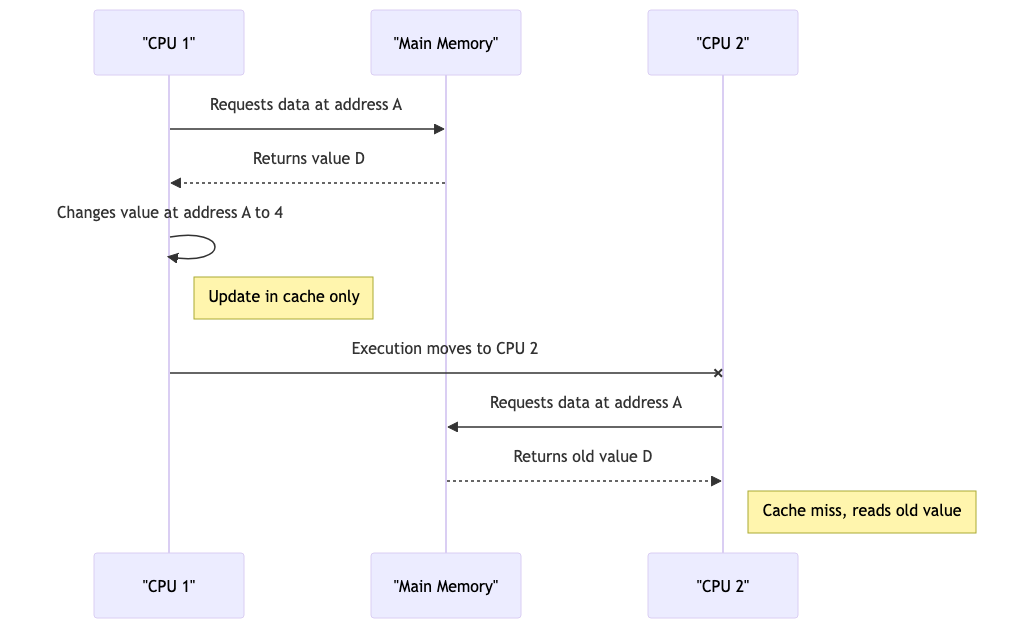 "CPU 1"
"Main Memory"
"CPU 2"
Requests data at address A
Returns value D
Changes value at address A to 4
Update in cache only
Execution moves to CPU 2
Requests data at address A
Returns old value D
Cache miss, reads old value
"CPU 1"
"Main Memory"
"CPU 2"